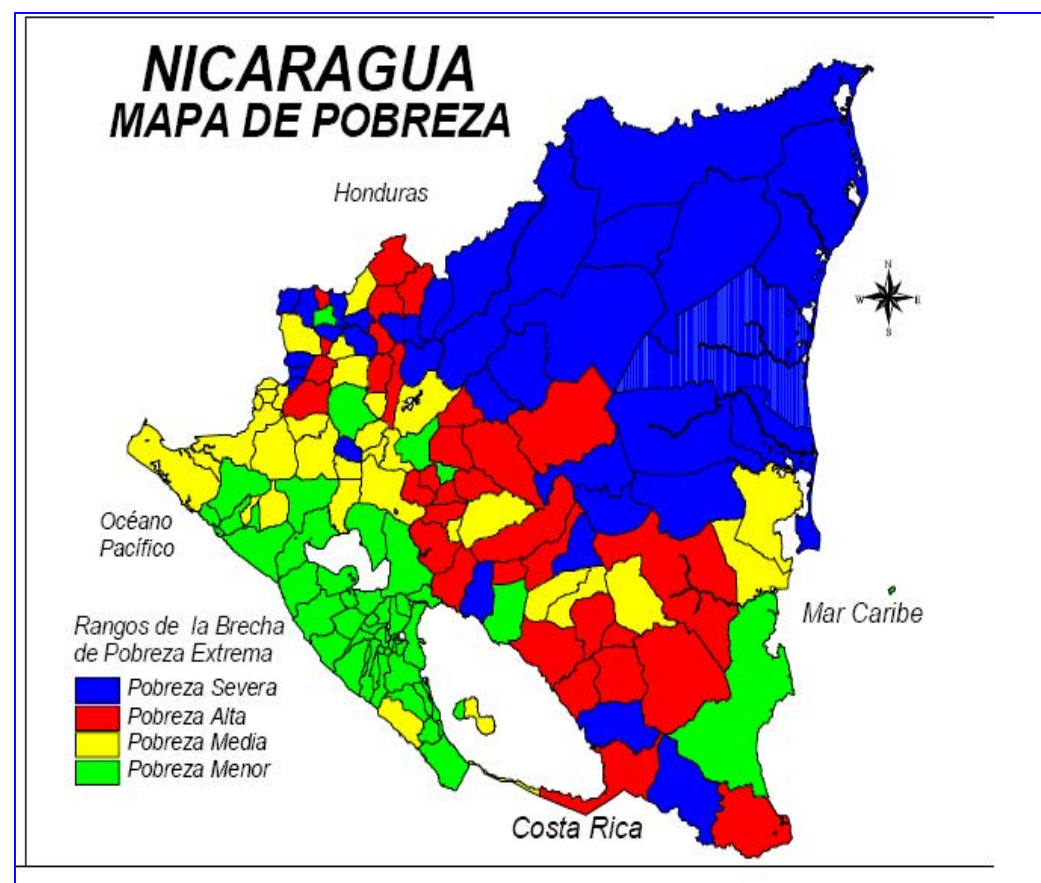 NICARAGUA
MAPA DE POBREZA
Honduras
N
W
E
S
Océano
Pacífico
Mar Caribe
Rangos de la Brecha
de Pobreza Extrema
Pobreza Severa
Pobreza Alta
Pobreza Media
Pobreza Menor
Costa Rica